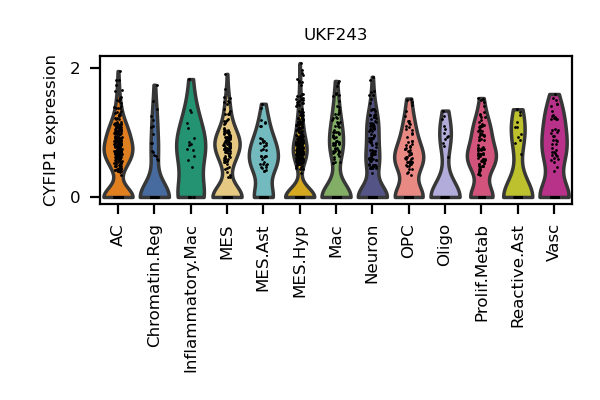 UKF243
CYFIP1 expression
2
0
AC
Chromatin.Reg
Inflammatory.Mac
MES
MES.Ast
MES.Hyp
Mac
Neuron
OPC
Oligo
Prolif.Metab
Reactive.Ast
Vasc